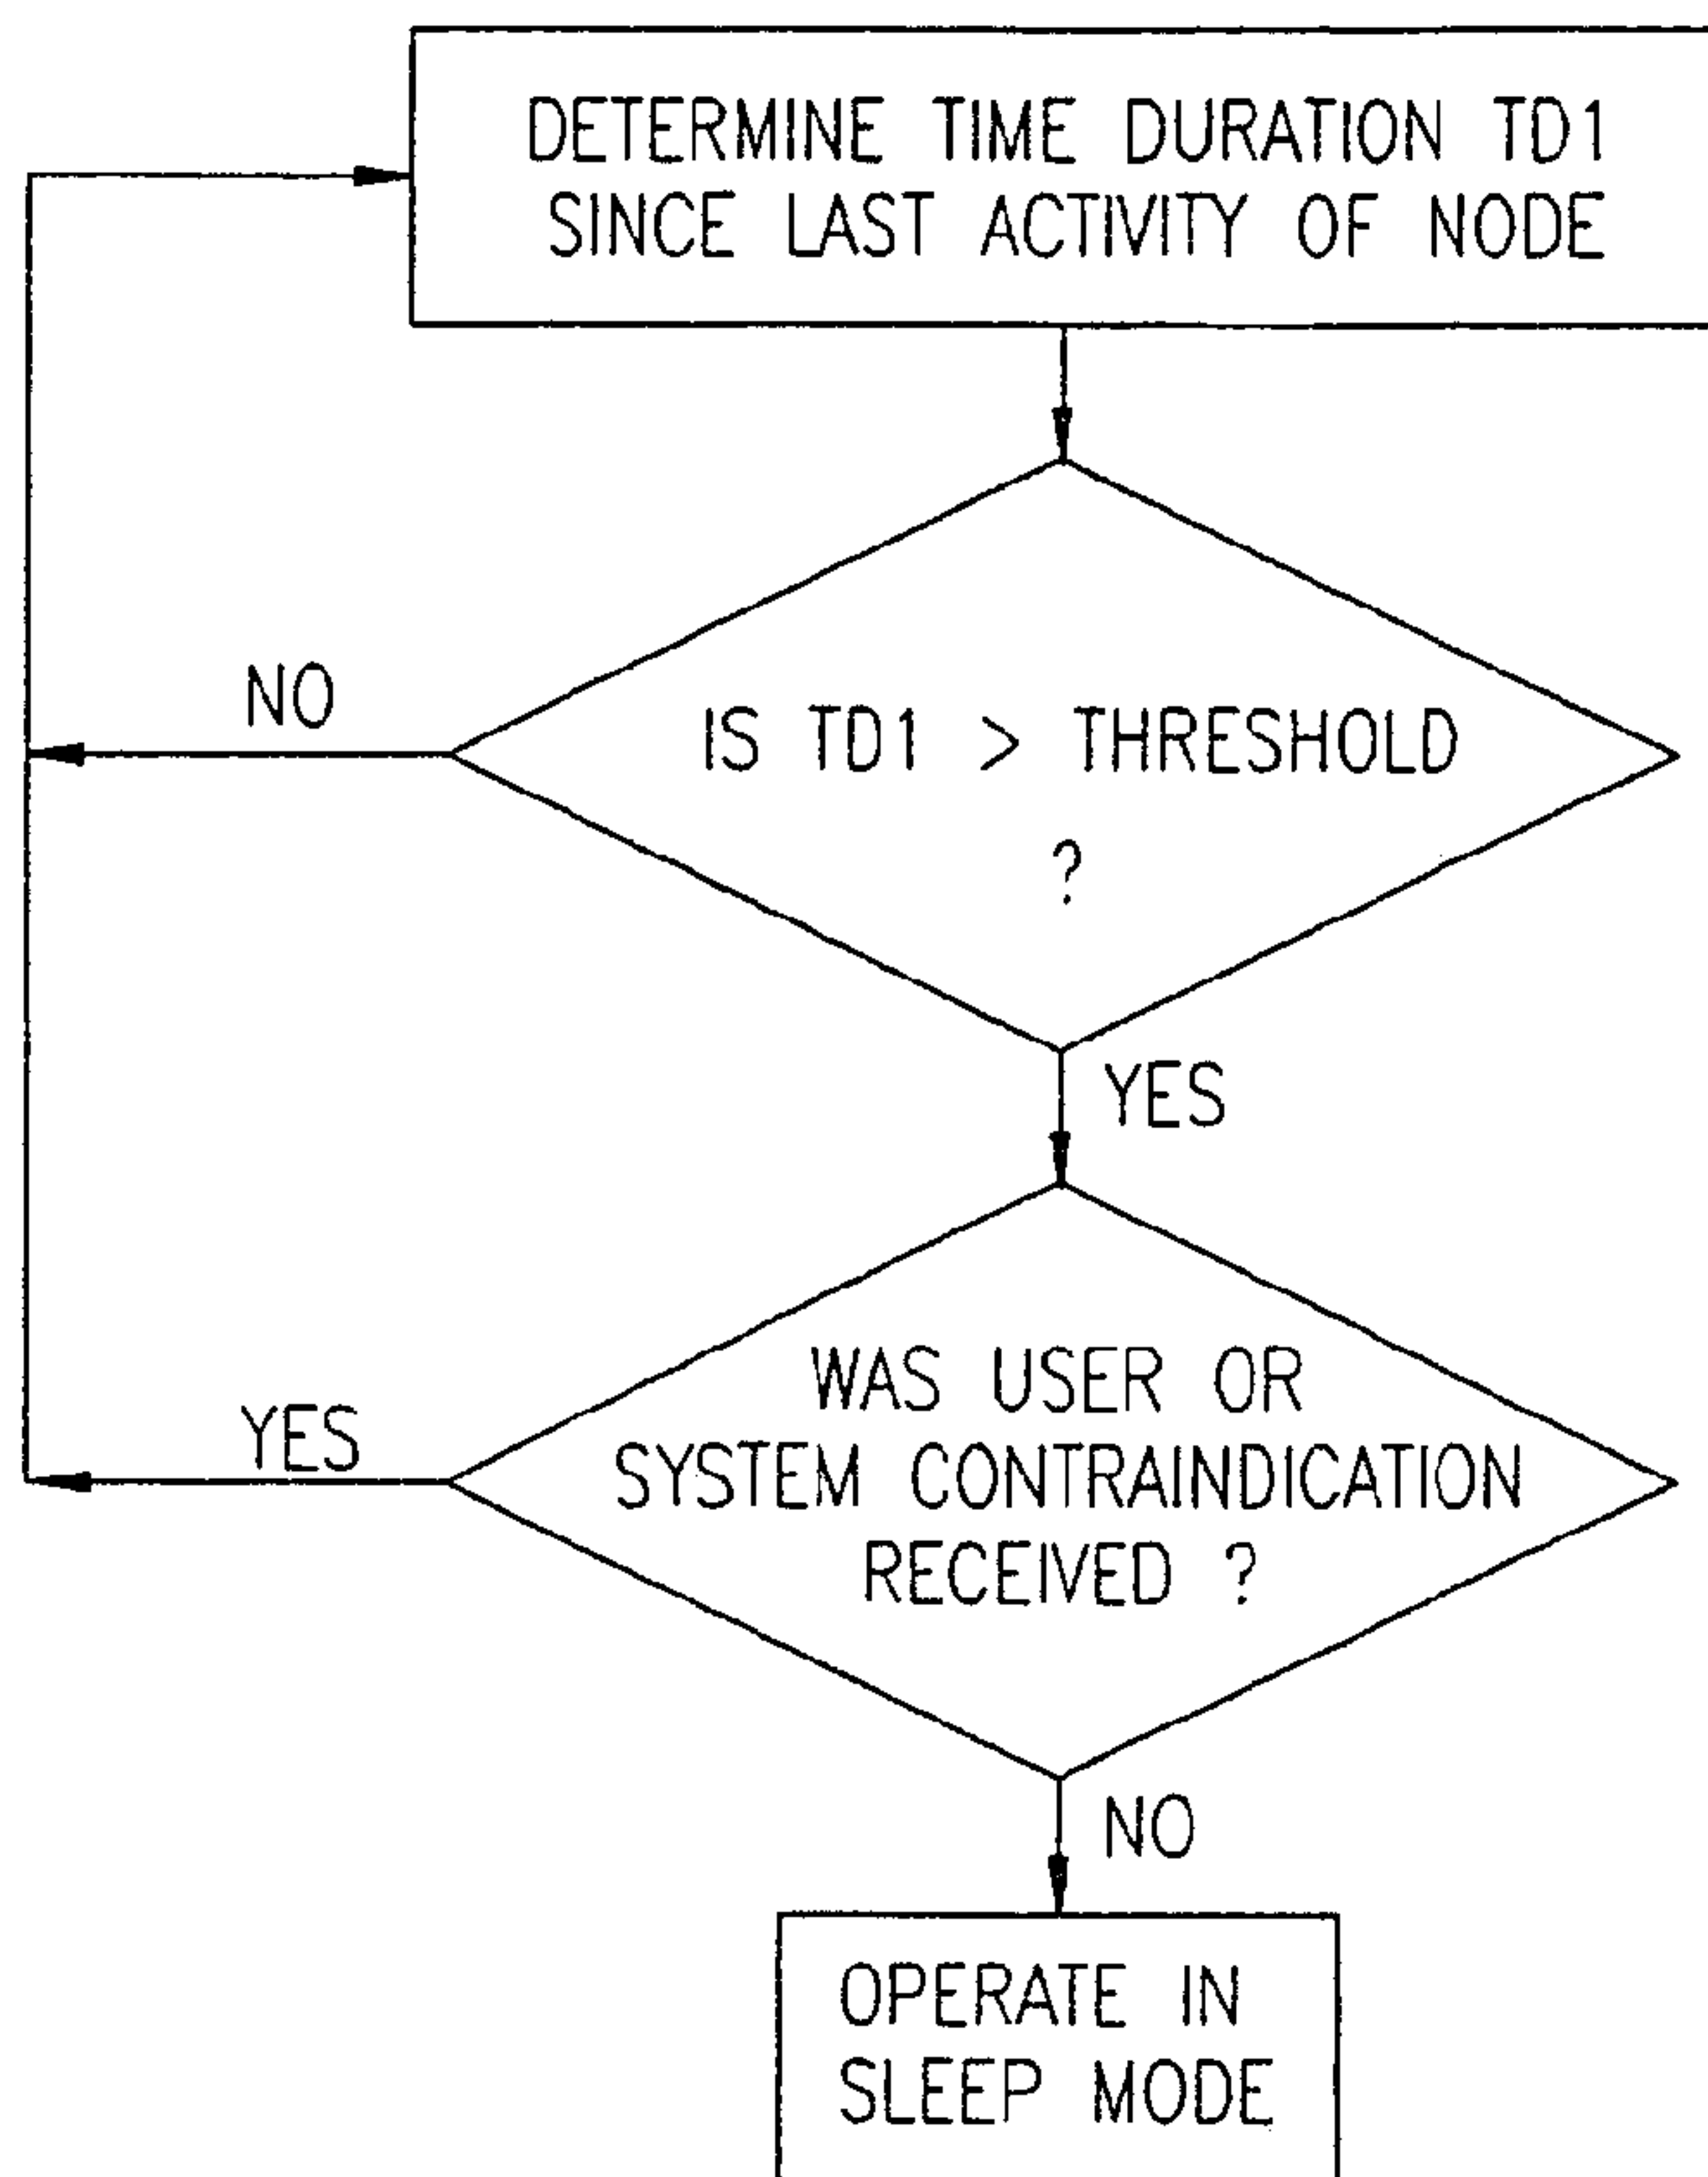 DETERMINE TIME DURATION TD1
SINCE LAST ACTIVITY OF NODE
NO
IS TD1 > THRESHOLD
?
YES
WAS USER OR
YES
SYSTEM CONTRAINDICATION
RECEIVED ?
NO
OPERATE IN
SLEEP MODE